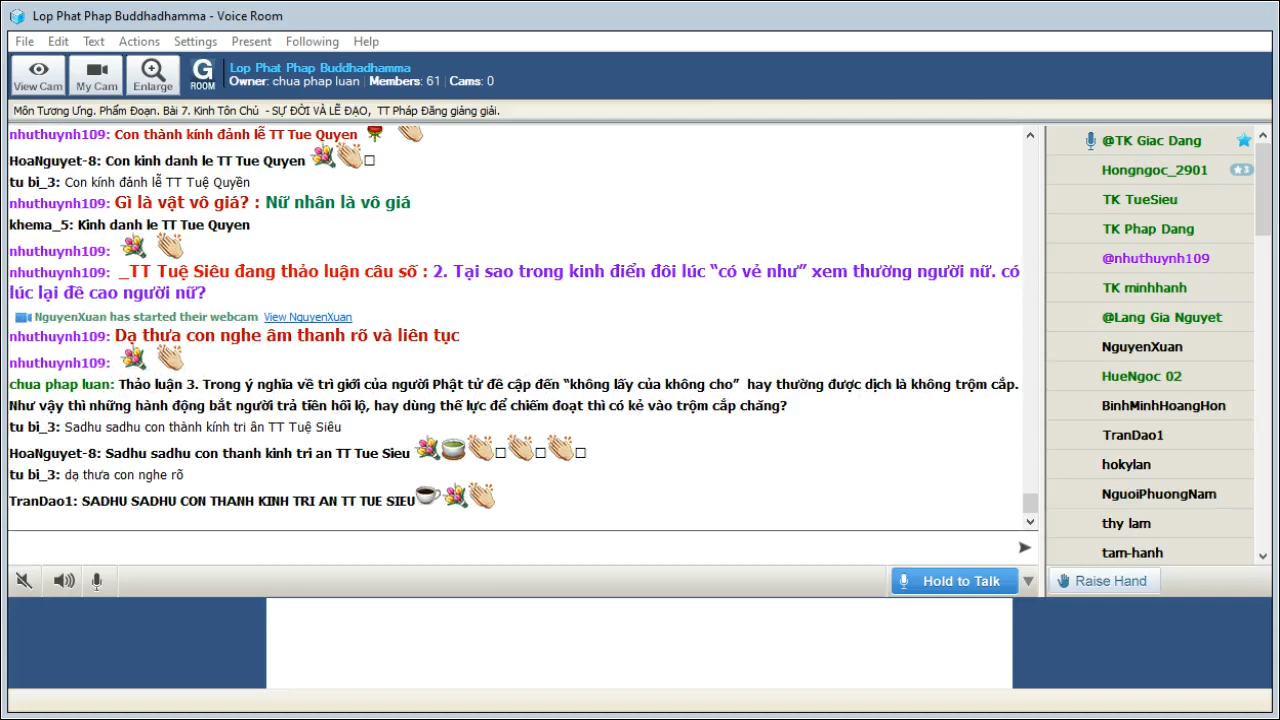 Lop Phat Phap Buddhadhamma - Voice Room
File Edit Text Actions Settings Present Following Help
View Cam My Cam Enlarge G ROOM
Lop Phat Phap Buddhadhamma
Owner: chua phap luan Members: 61 Cams: 0
Môn Tương Ưng. Phẩm Đoạn. Bài 7. Kinh Tôn Chủ - SỰ ĐỜI VÀ LẼ ĐẠO, TT Pháp Đăng giảng giải.
nhuthuynh109: Con thành kính đảnh lễ TT Tue Quyen
HoaNguyet-8: Con kinh danh le TT Tue Quyen
tu bi_3: Con kính đảnh lễ TT Tuệ Quyền
nhuthuynh109: Gì là vật vô giá? : Nữ nhân là vô giá
khema_5: Kinh danh le TT Tue Quyen
nhuthuynh109:
nhuthuynh109: _TT Tuệ Siêu đang thảo luận câu số : 2. Tại sao trong kinh điển đôi lúc “có vẻ như” xem thường người nữ. có
lúc lại đề cao người nữ?
NguyenXuan has started their webcam View NguyenXuan
nhuthuynh109: Dạ thưa con nghe âm thanh rõ và liên tục
nhuthuynh109:
chua phap luan: Thảo luận 3. Trong ý nghĩa về trì giới của người Phật tử đề cập đến “không lấy của không cho” hay thường được dịch là không trộm cắp.
Như vậy thì những hành động bắt người trả tiền hối lộ, hay dùng thế lực để chiếm đoạt thì có kẻ vào trộm cắp chăng?
tu bi_3: Sadhu sadhu con thành kính tri ân TT Tuệ Siêu
HoaNguyet-8: Sadhu sadhu con thanh kinh tri an TT Tue Sieu
tu bi_3: dạ thưa con nghe rõ
TranDao1: SADHU SADHU CON THANH KINH TRI AN TT TUE SIEU
Hold to Talk
@TK Giac Dang
Hongngoc_2901 3
TK TueSieu
TK Phap Dang
@nhuthuynh109
TK minhhanh
@Lang Gia Nguyet
NguyenXuan
HueNgoc 02
BinhMinhHoangHon
TranDao1
hokylan
NguoiPhuongNam
thy lam
tam-hanh
Raise Hand